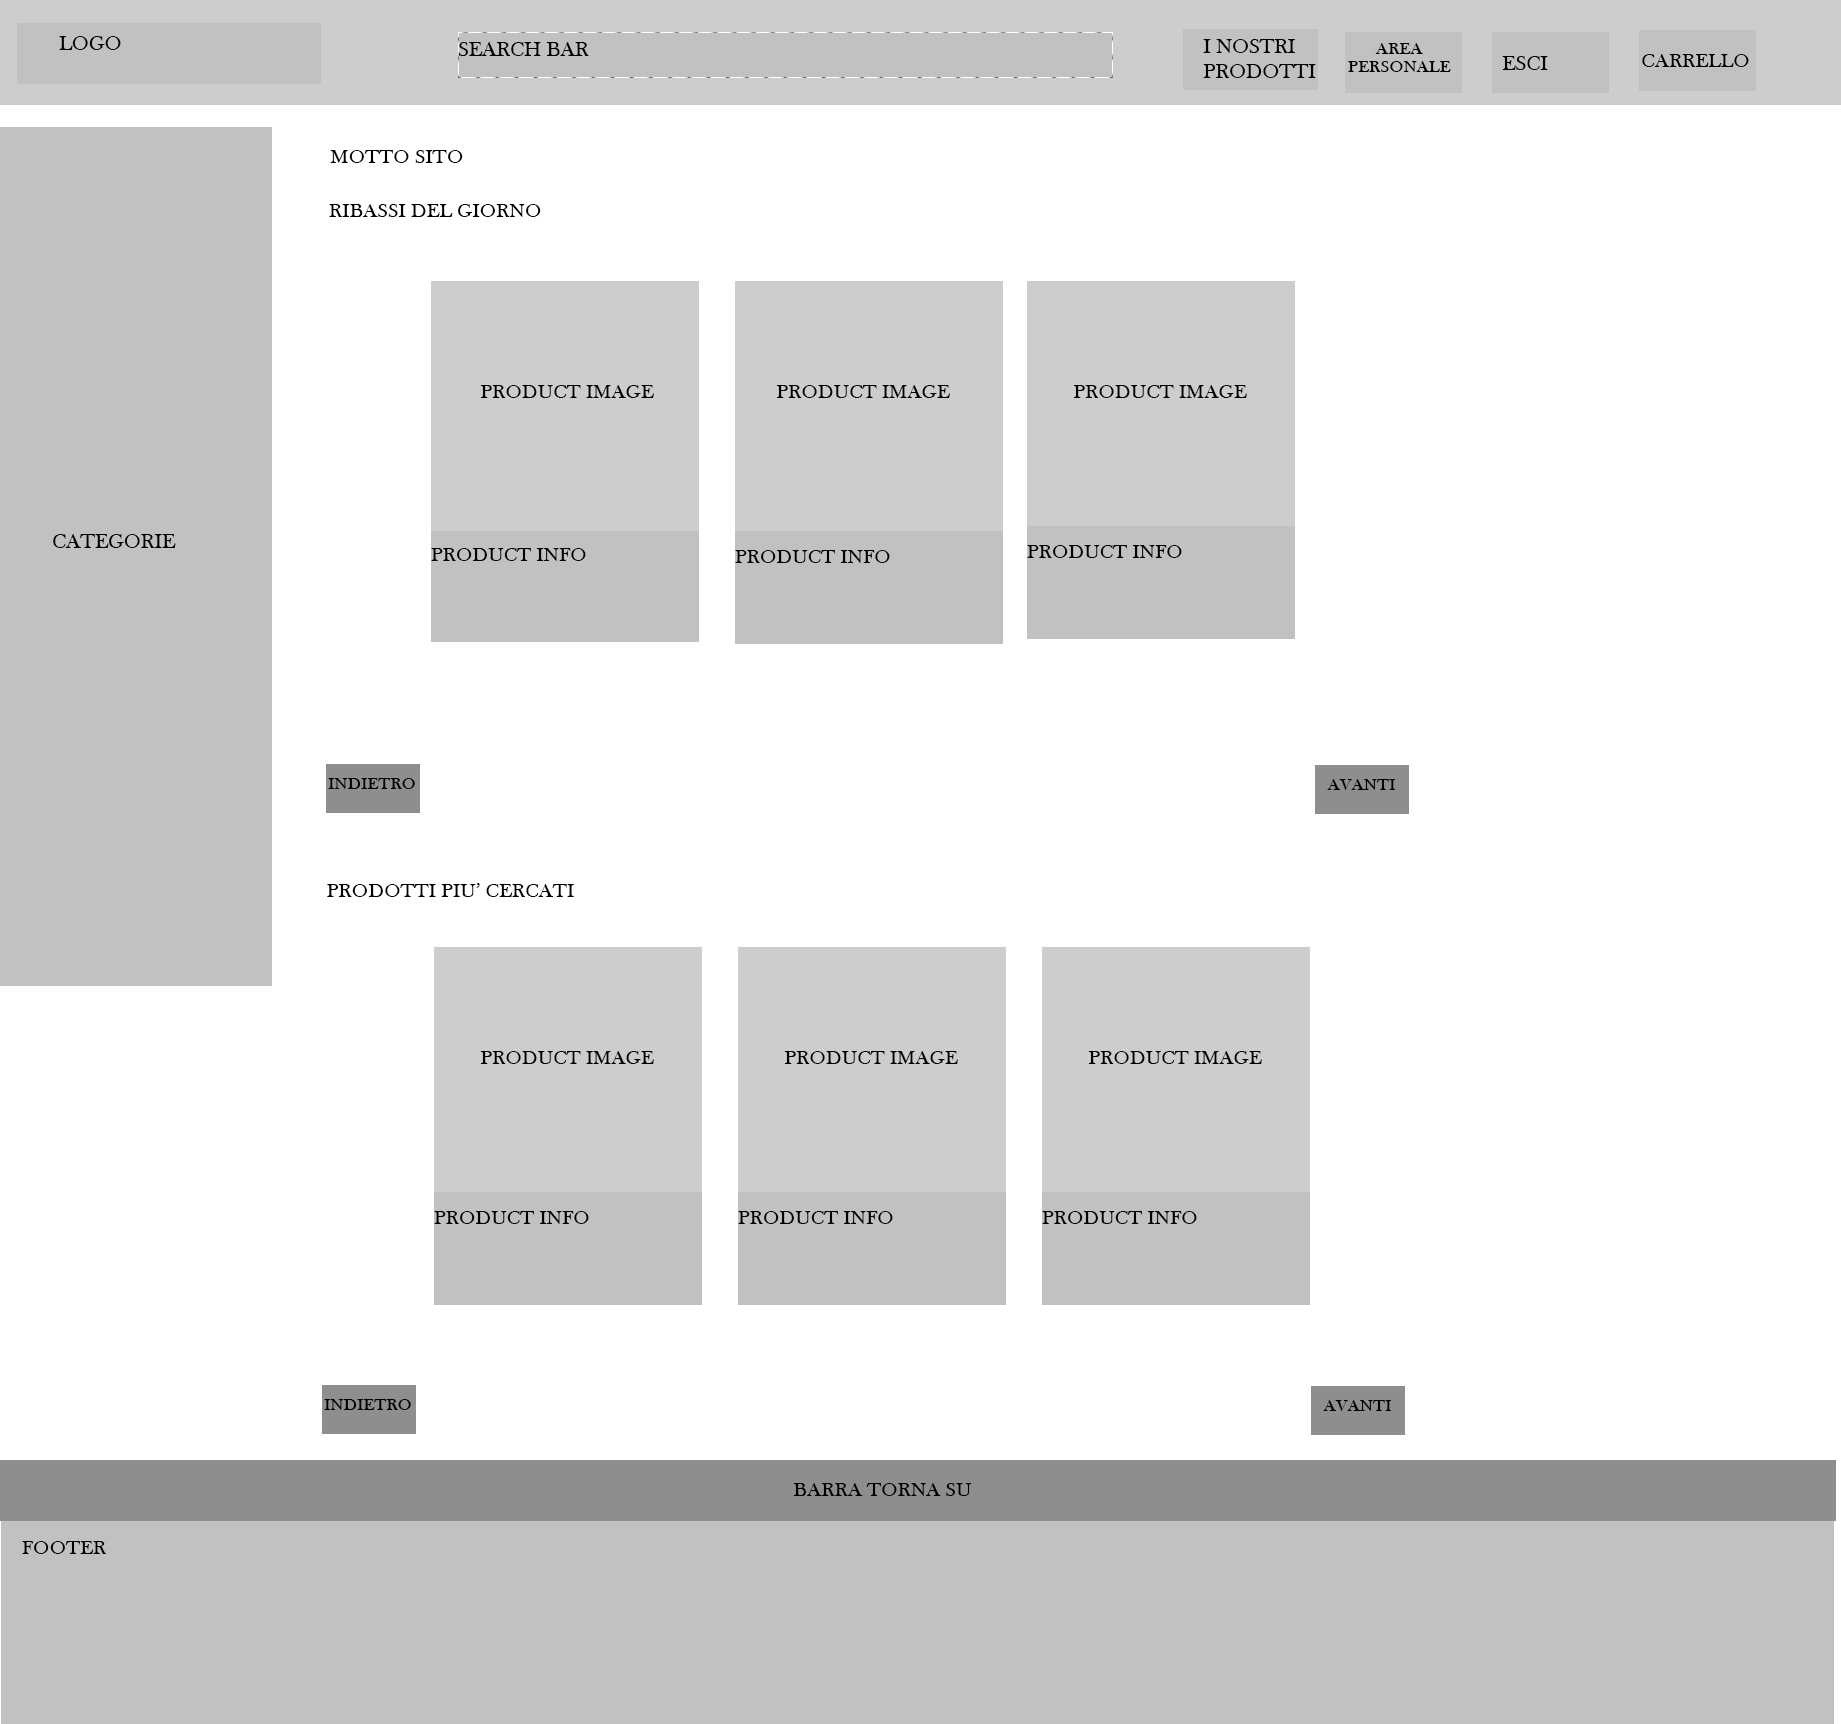 LOGO
SEARCH BAR
I NOSTRI
PRODOTTI
AREA
PERSONALE
ESCI
CARRELLO
MOTTO SITO
RIBASSI DEL GIORNO
CATEGORIE
PRODUCT IMAGE
PRODUCT IMAGE
PRODUCT IMAGE
PRODUCT INFO
PRODUCT INFO
PRODUCT INFO
INDIETRO
AVANTI
PRODOTTI PIU’ CERCATI
PRODUCT IMAGE
PRODUCT IMAGE
PRODUCT IMAGE
PRODUCT INFO
PRODUCT INFO
PRODUCT INFO
INDIETRO
AVANTI
BARRA TORNA SU
FOOTER